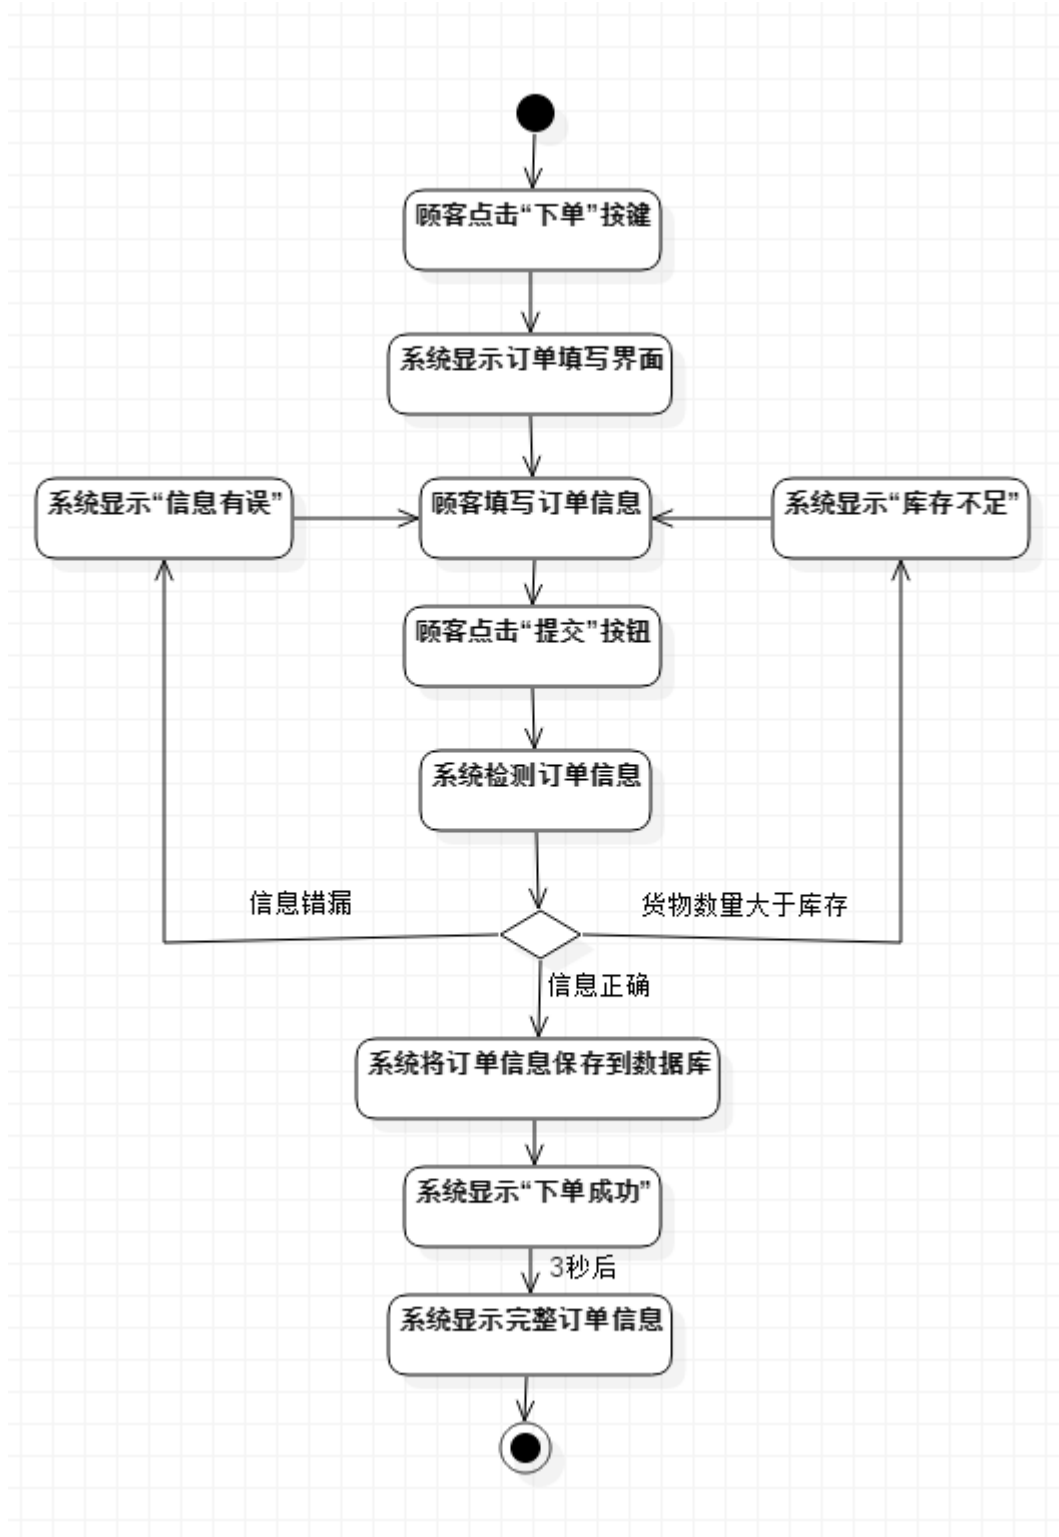 顾客点击“下单”按键
系统显示订单填写界面
系统显示“信息有误”
顾客填写订单信息
系统显示“库存不足”
顾客点击“提交”按钮
系统检测订单信息
信息错漏
货物数量大于库存
信息正确
系统将订单信息保存到数据库
系统显示“下单成功”
3秒后
系统显示完整订单信息